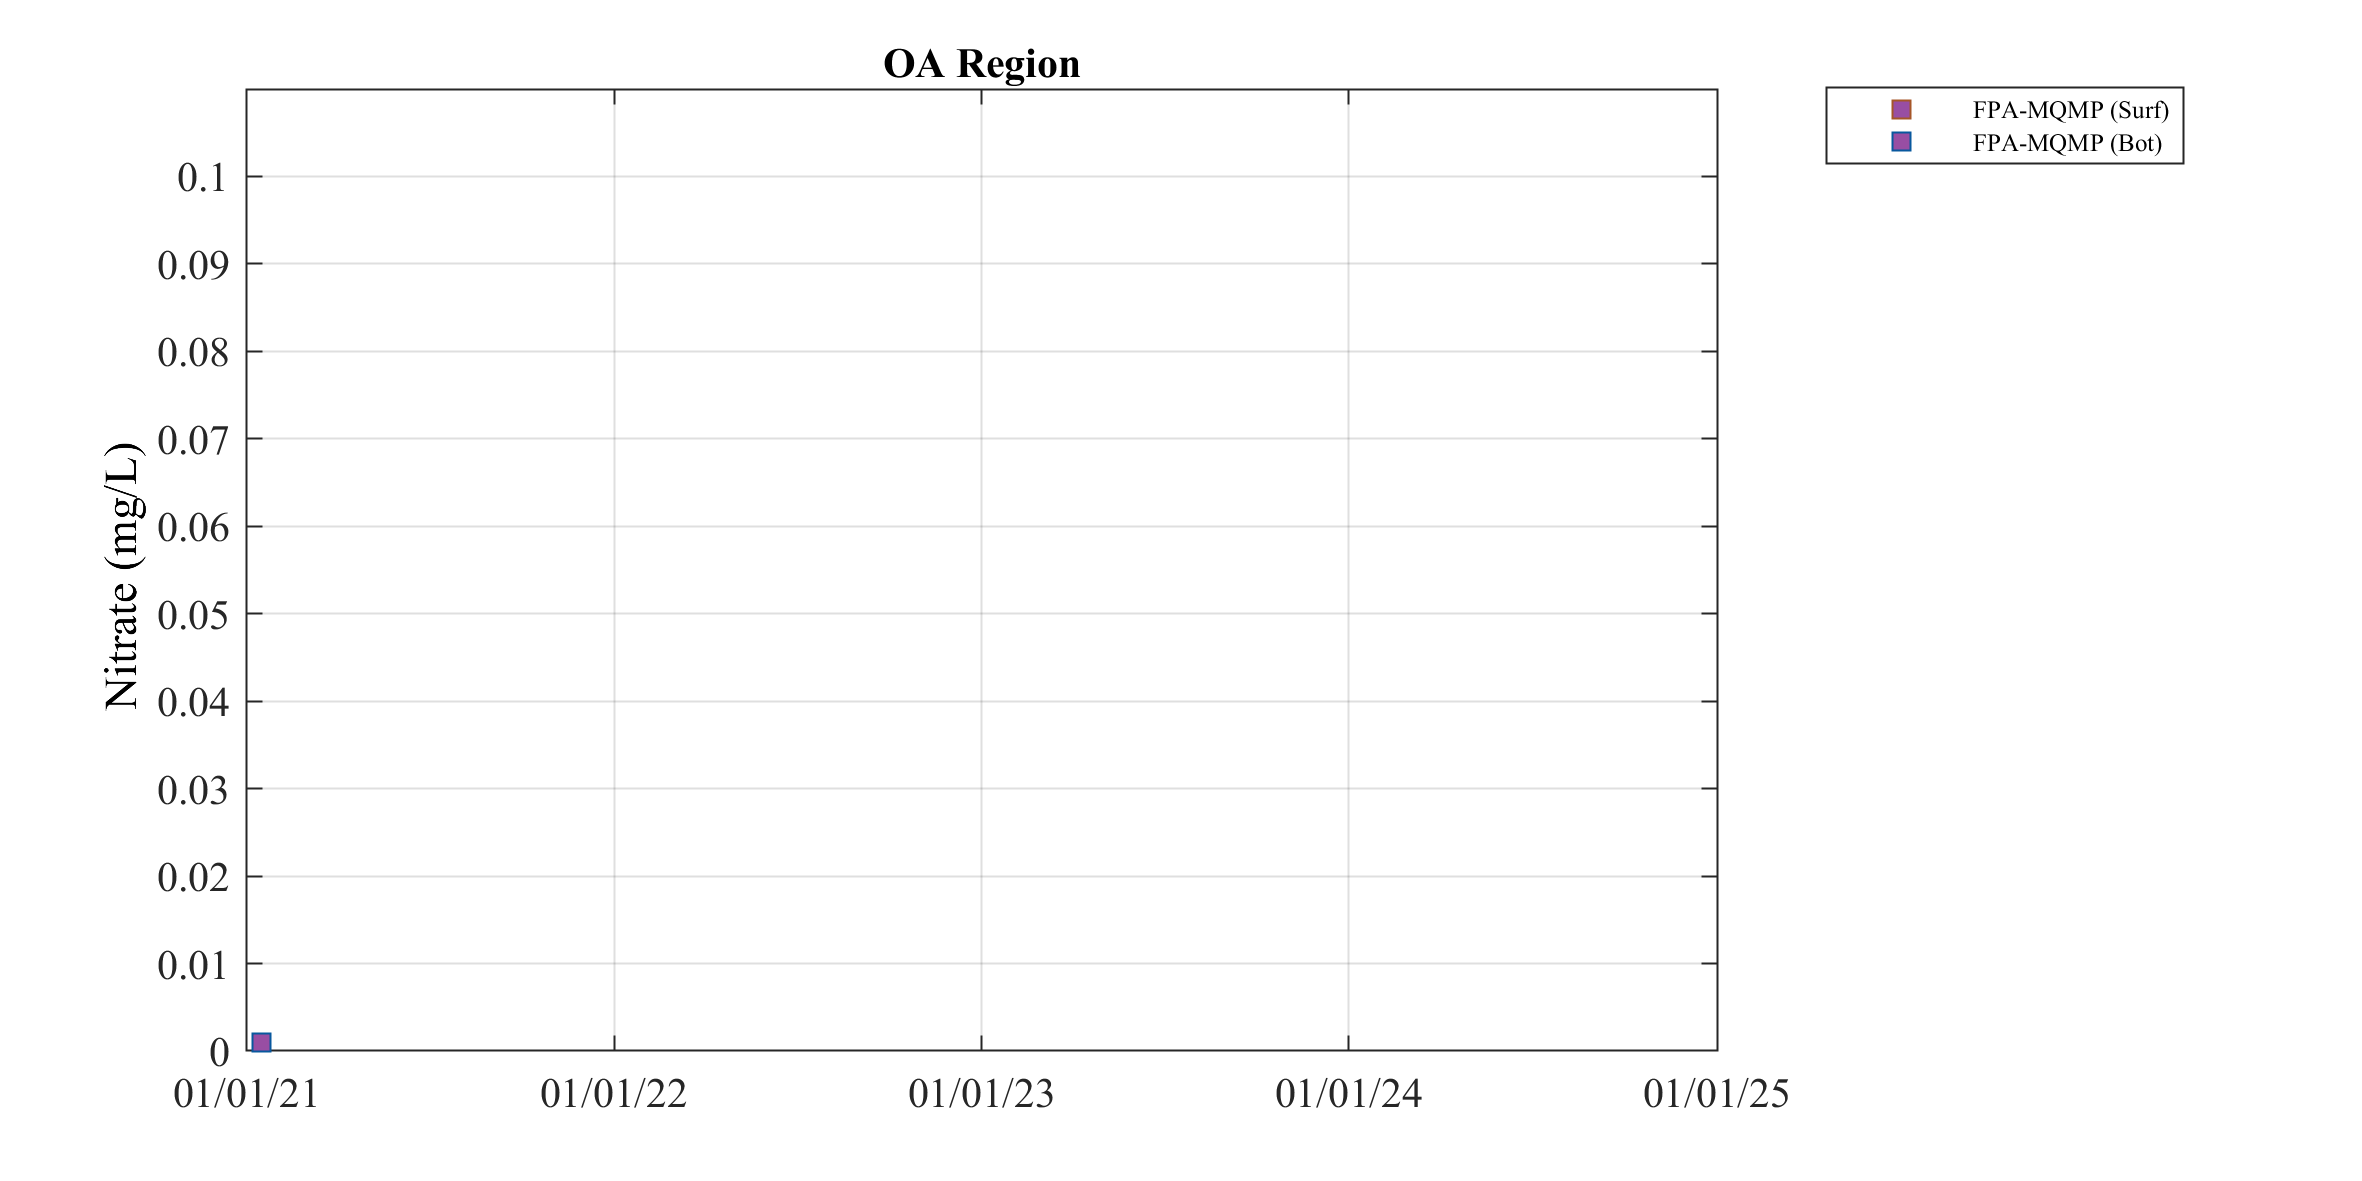 OA Region
FPA-MQMP (Surf)
FPA-MQMP (Bot)
Nitrate (mg/L)
0.1
0.09
0.08
0.07
0.06
0.05
0.04
0.03
0.02
0.01
0
01/01/21 01/01/22 01/01/23 01/01/24 01/01/25